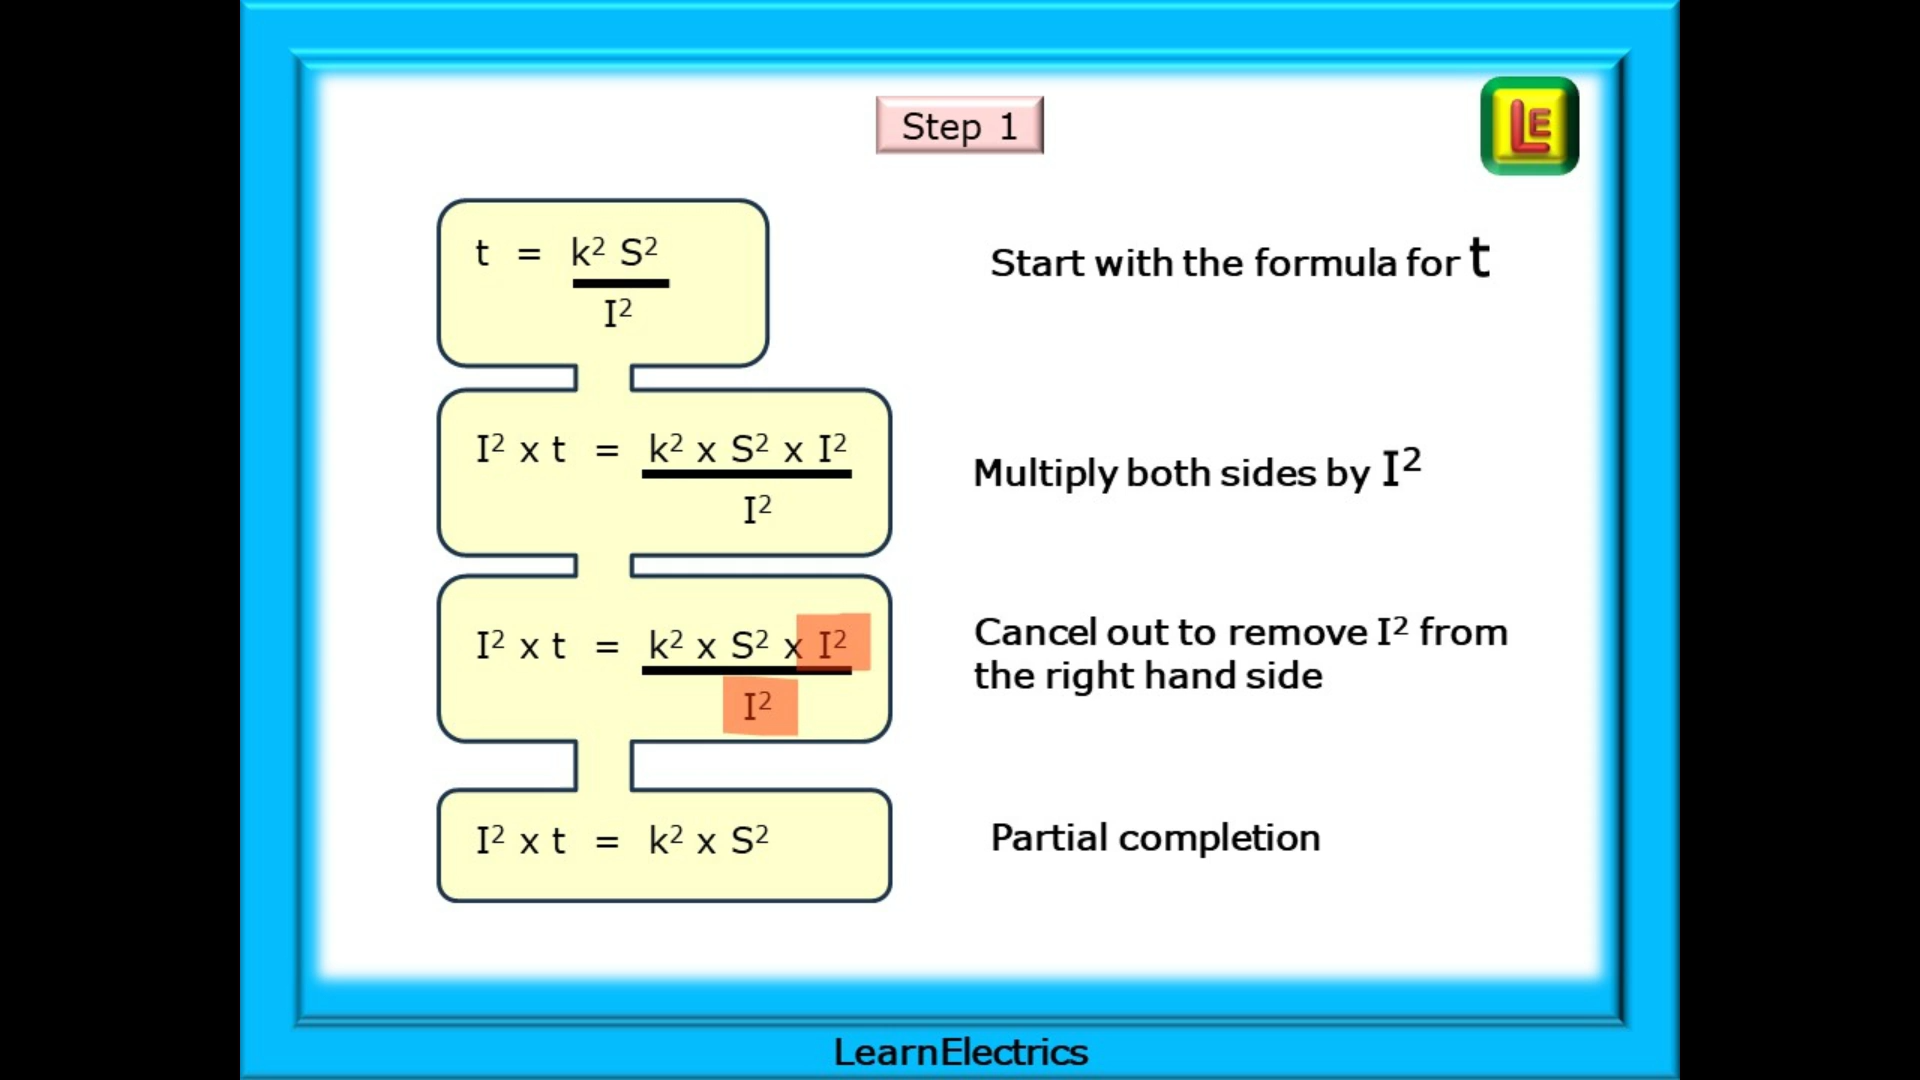 Step 1
LE
t = k² S²
I²
Start with the formula for t
I² x t = k² x S² x I²
I²
Multiply both sides by I²
I² x t = k² x S² x I²
I²
Cancel out to remove I² from
the right hand side
I² x t = k² x S²
Partial completion
LearnElectrics